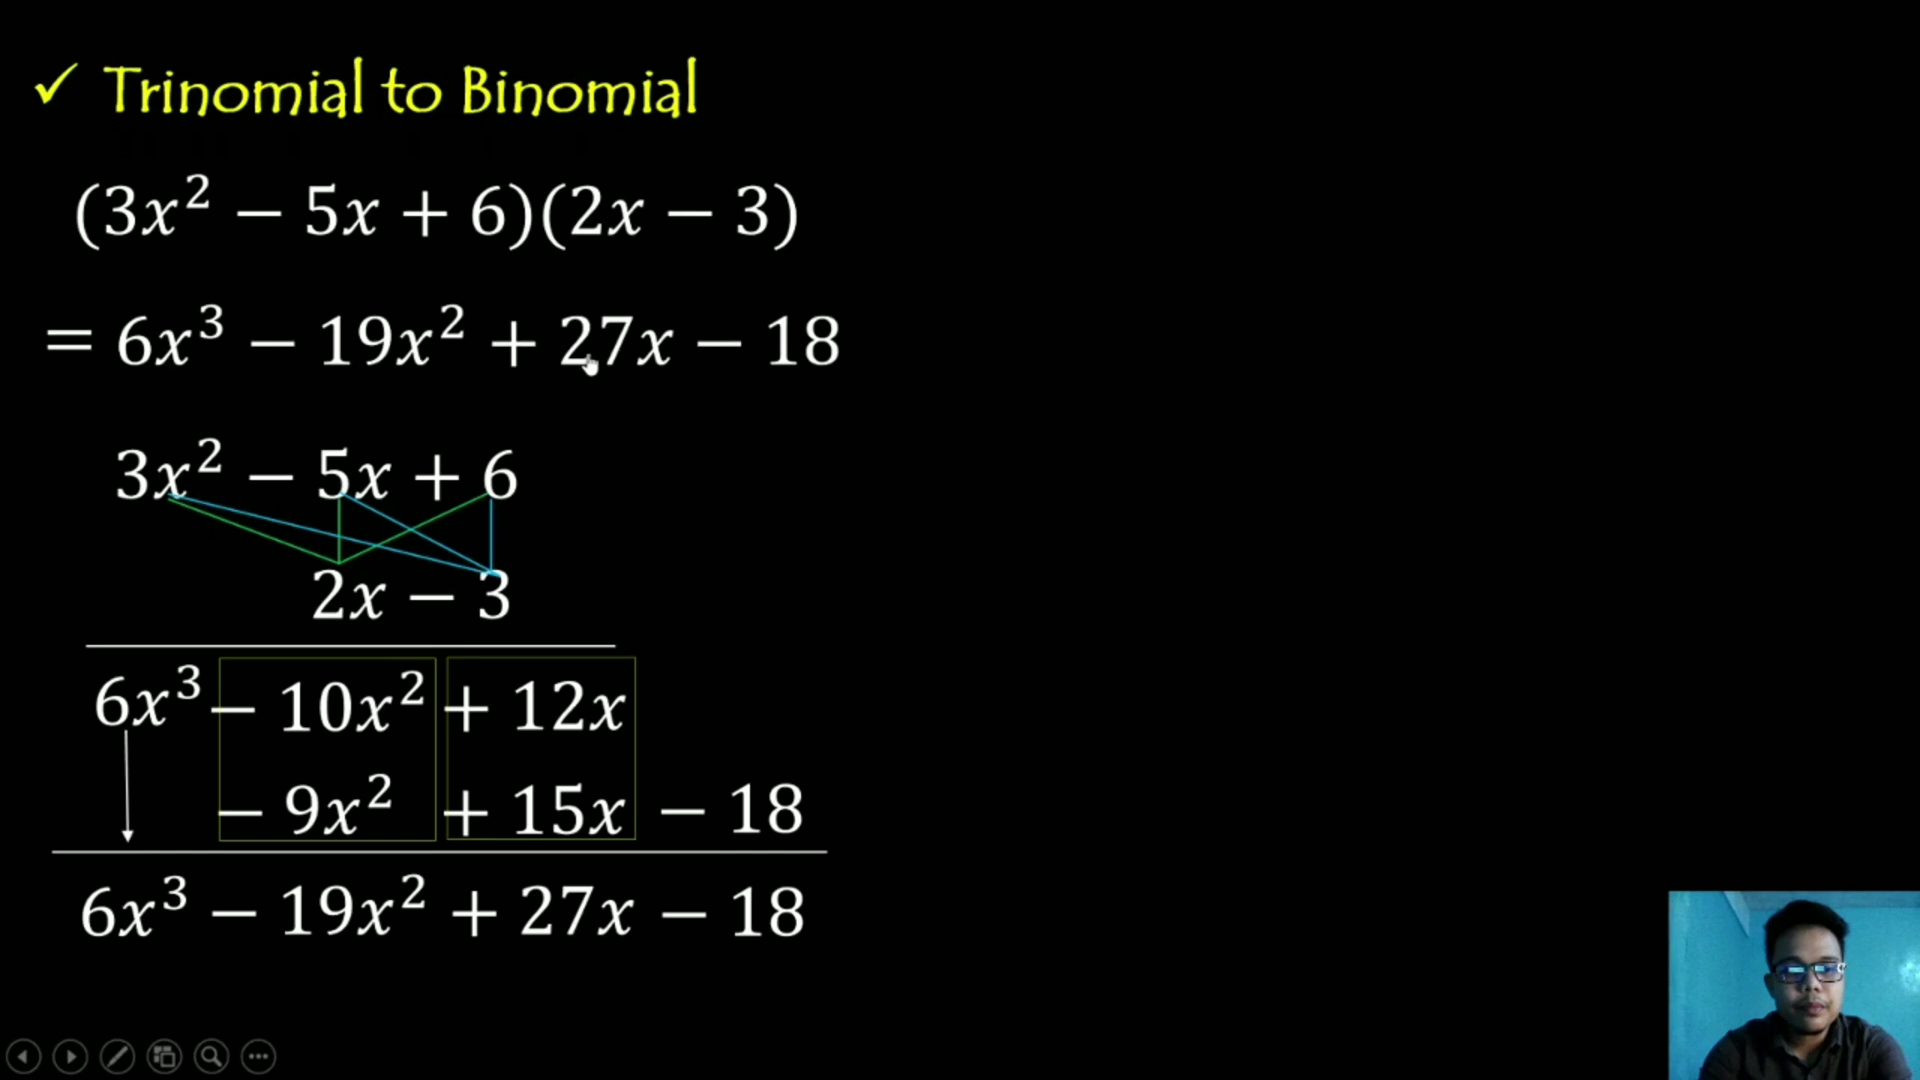 ✓ Trinomial to Binomial
(3x² − 5x + 6)(2x − 3)
= 6x³ − 19x² + 27x − 18
3x² − 5x + 6
2x − 3
6x³ − 10x² + 12x
− 9x² + 15x − 18
6x³ − 19x² + 27x − 18